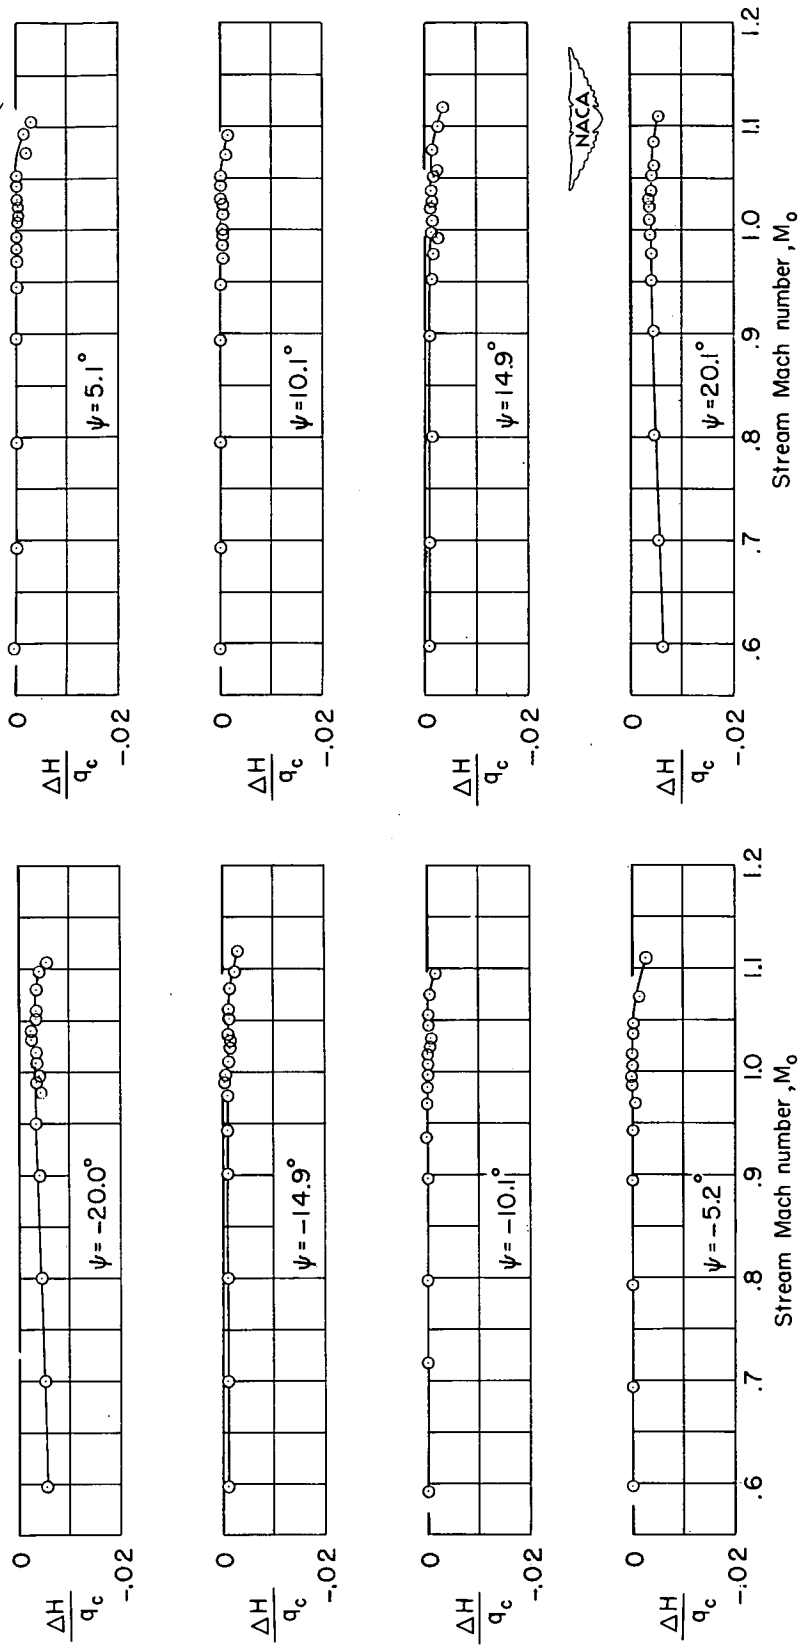 0
ΔH
q_c
-.02
ψ = -20.0°
0
ΔH
q_c
-.02
ψ = -14.9°
0
ΔH
q_c
-.02
ψ = -10.1°
0
ΔH
q_c
-.02
ψ = -5.2°
.6 .7 .8 .9 1.0 1.1 1.2
Stream Mach number, M_o
0
ΔH
q_c
-.02
ψ = 5.1°
0
ΔH
q_c
-.02
ψ = 10.1°
0
ΔH
q_c
-.02
ψ = 14.9°
NACA
0
ΔH
q_c
-.02
ψ = 20.1°
.6 .7 .8 .9 1.0 1.1 1.2
Stream Mach number, M_o